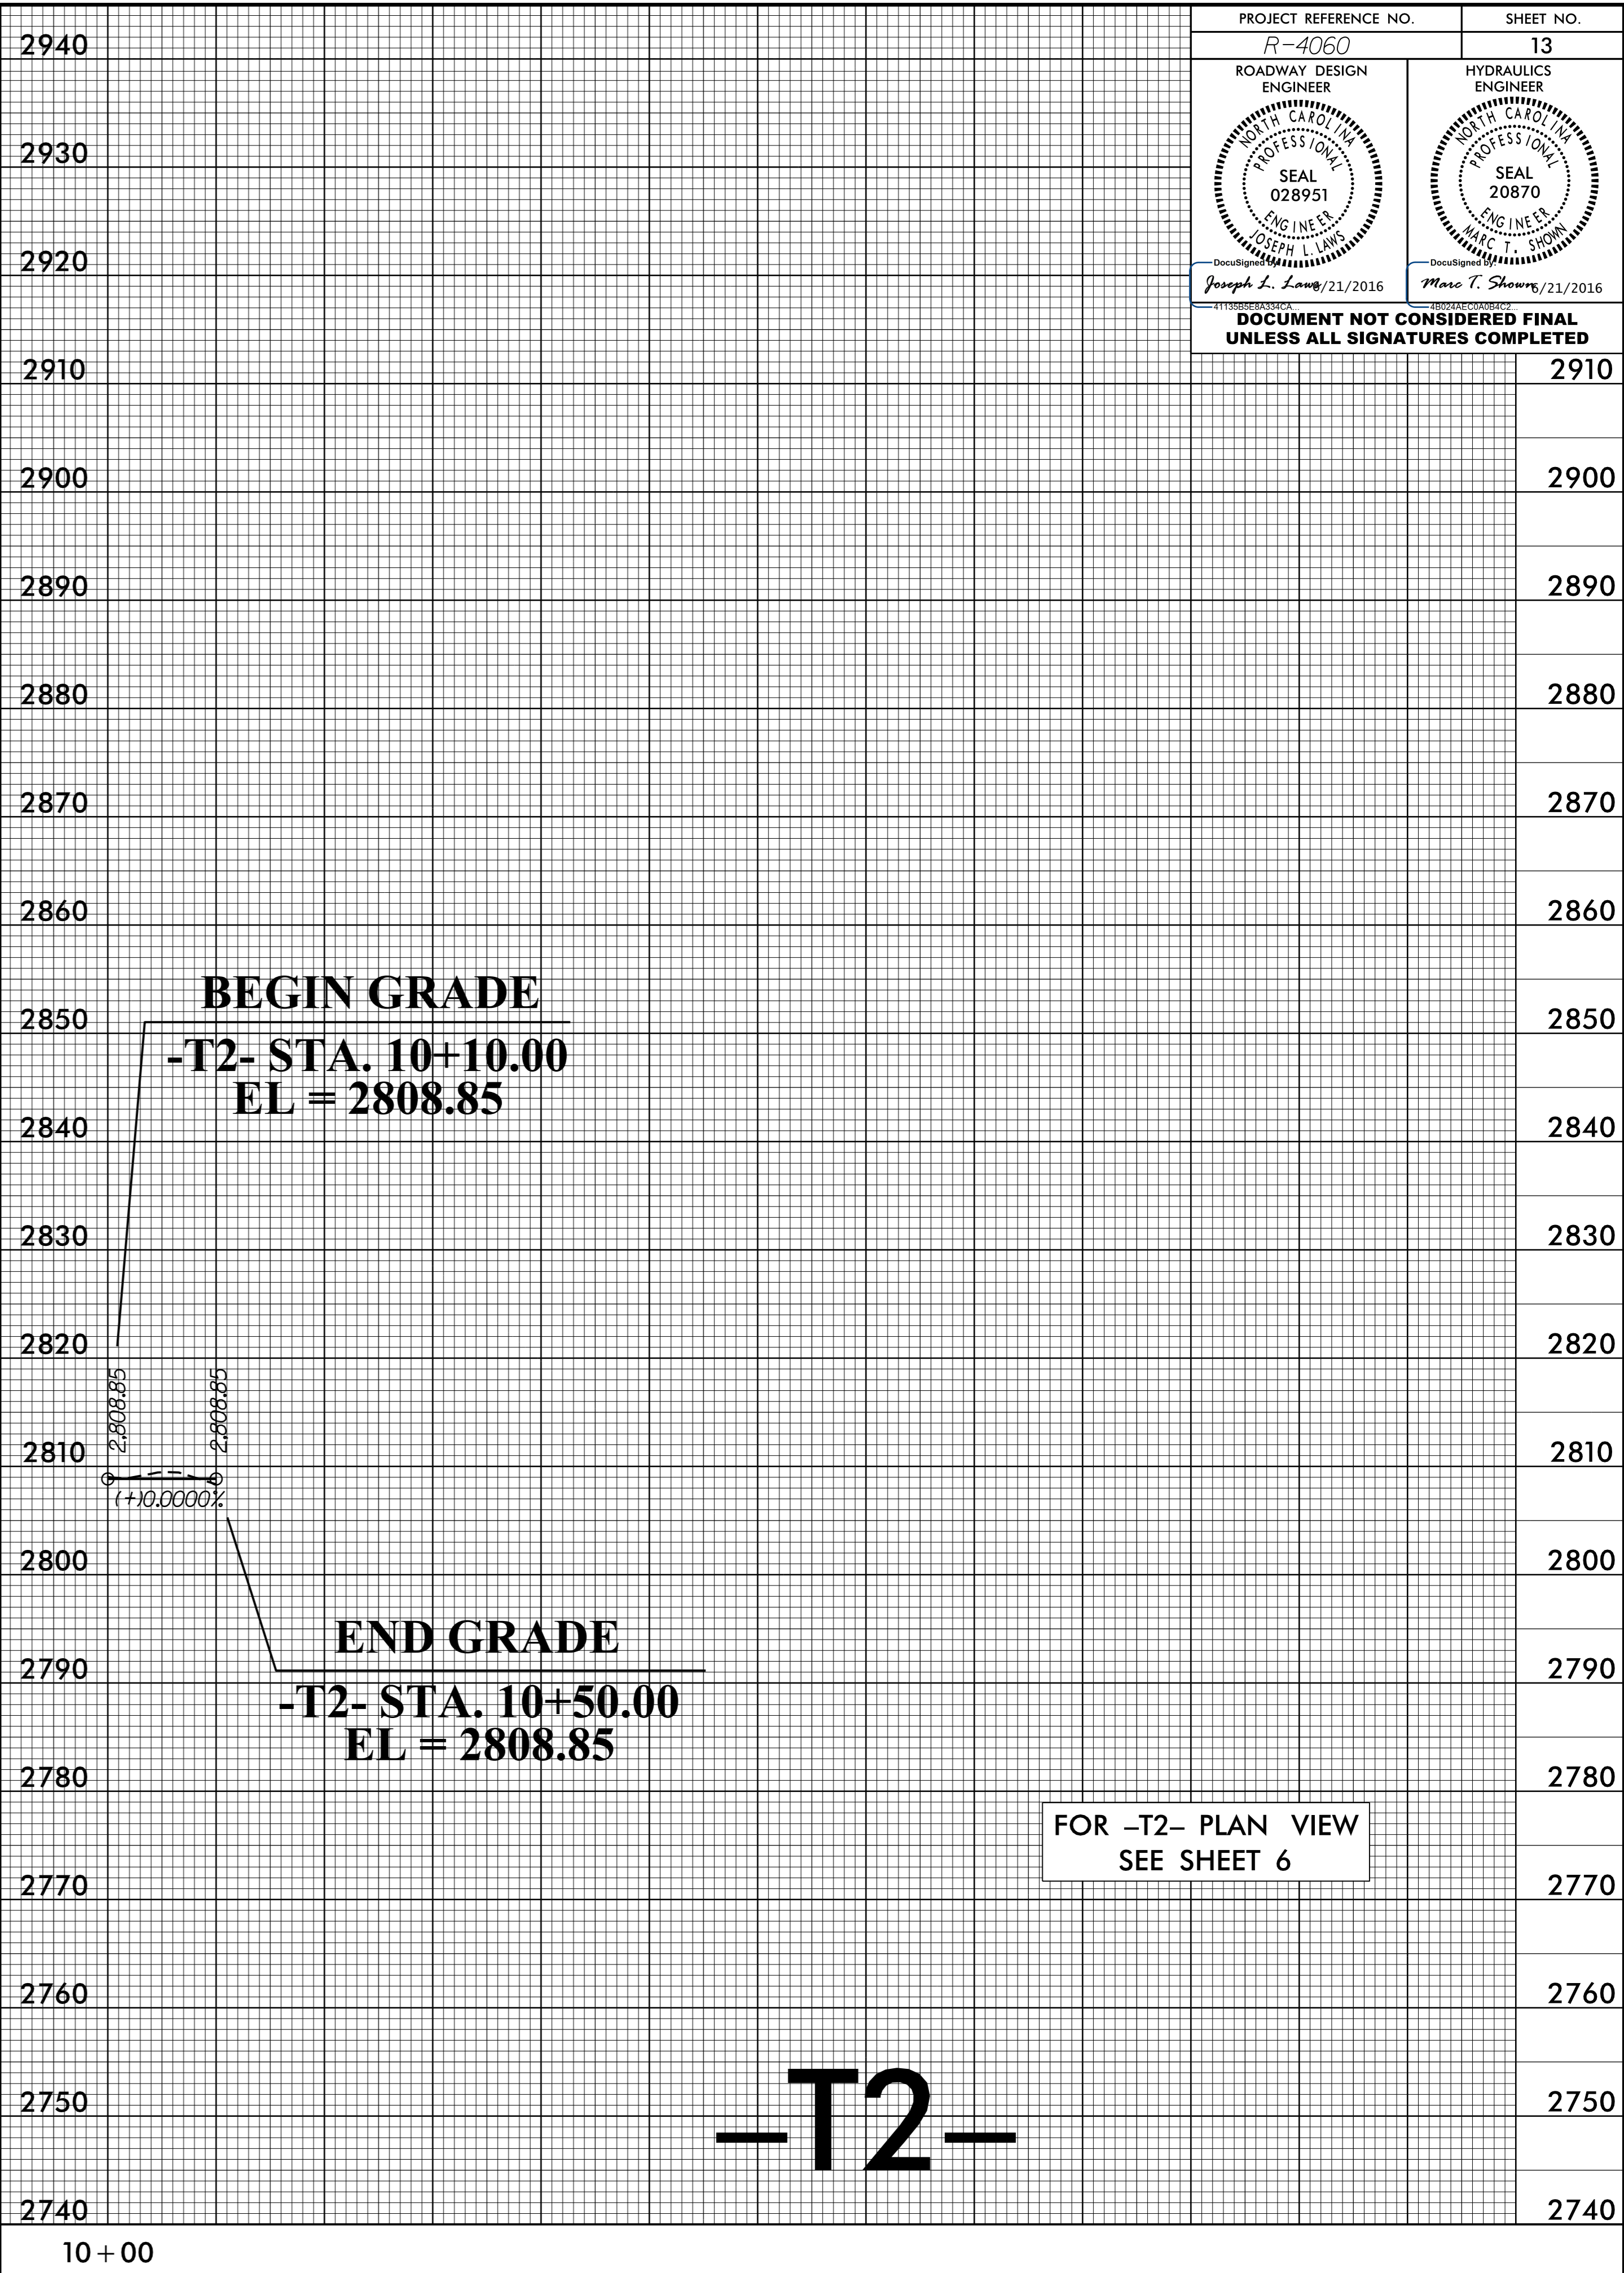 PROJECT REFERENCE NO.
SHEET NO.
R-4060
13
ROADWAY DESIGN
ENGINEER
HYDRAULICS
ENGINEER
NORTH CAROLINA
PROFESSIONAL
SEAL
028951
ENGINEER
JOSEPH L. LAWS
NORTH CAROLINA
PROFESSIONAL
SEAL
20870
ENGINEER
MARC T. SHOWN
DocuSigned by:
Joseph L. Laws /21/2016
41135B5E8A334CA...
DocuSigned by:
Marc T. Shown 6/21/2016
4B024AEC0A0B4C2...
DOCUMENT NOT CONSIDERED FINAL
UNLESS ALL SIGNATURES COMPLETED
2940
2930
2920
2910 2910
2900 2900
2890 2890
2880 2880
2870 2870
2860 2860
BEGIN GRADE
2850 2850
-T2- STA. 10+10.00
EL = 2808.85
2840 2840
2830 2830
2820 2820
2,808.85 2,808.85
2810 2810
(+)0.0000%
2800 2800
END GRADE
2790 2790
-T2- STA. 10+50.00
EL = 2808.85
2780 2780
FOR –T2– PLAN VIEW
SEE SHEET 6
2770 2770
2760 2760
2750 2750
–T2–
2740 2740
10+00